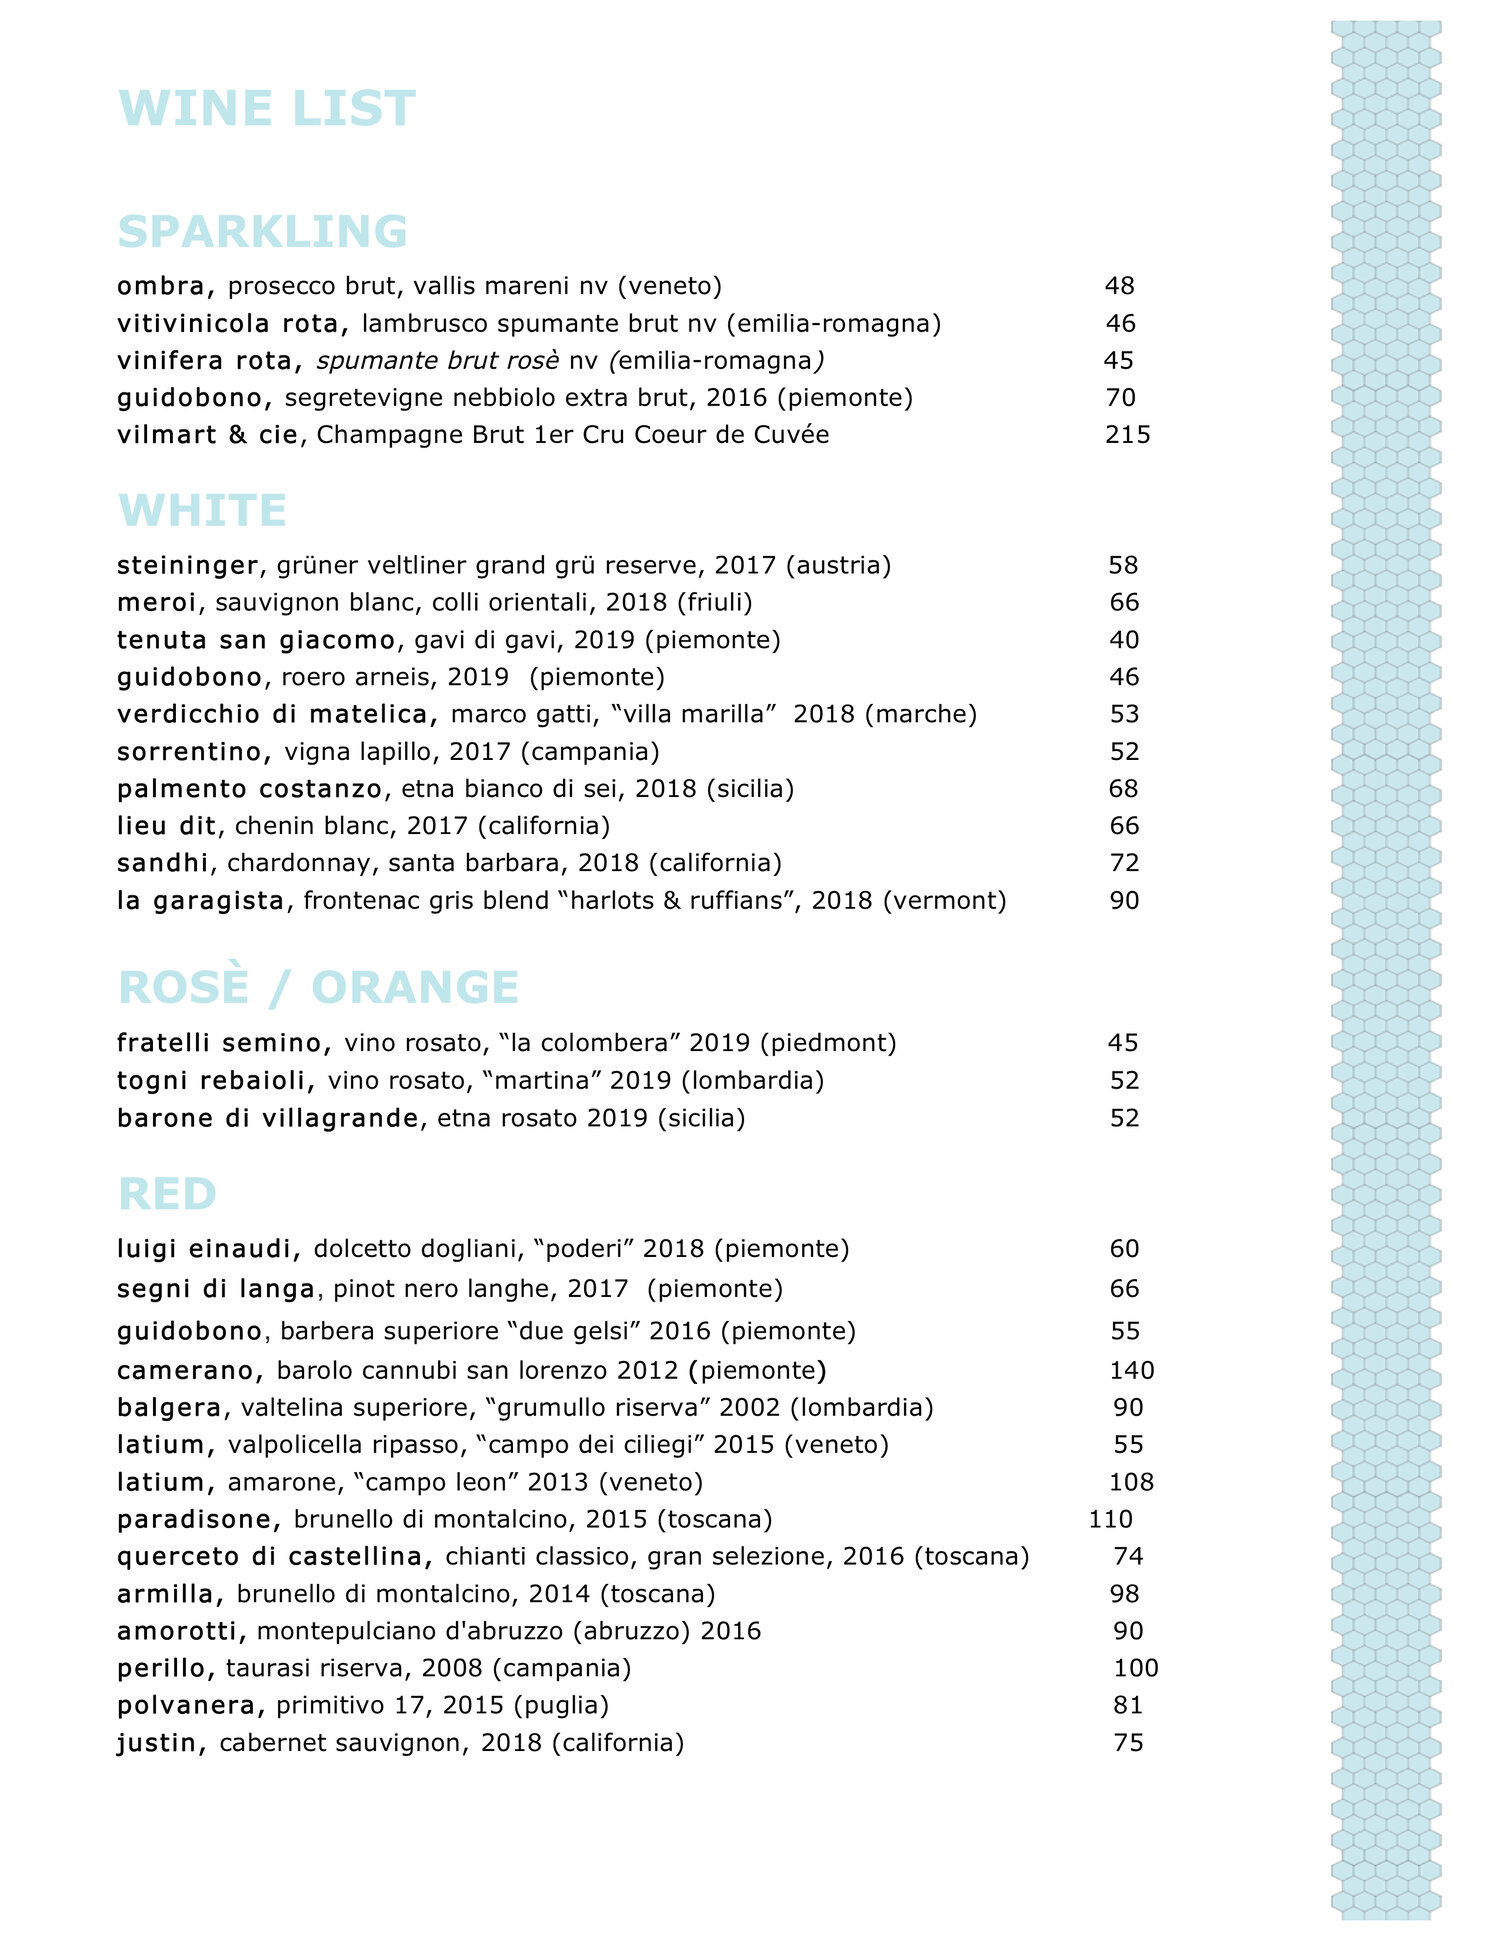 WINE LIST
SPARKLING
ombra, prosecco brut, vallis mareni nv (veneto) 48
vitivinicola rota, lambrusco spumante brut nv (emilia-romagna) 46
vinifera rota, spumante brut rosè nv (emilia-romagna) 45
guidobono, segretevigne nebbiolo extra brut, 2016 (piemonte) 70
vilmart & cie, Champagne Brut 1er Cru Coeur de Cuvée 215
WHITE
steininger, grüner veltliner grand grü reserve, 2017 (austria) 58
meroi, sauvignon blanc, colli orientali, 2018 (friuli) 66
tenuta san giacomo, gavi di gavi, 2019 (piemonte) 40
guidobono, roero arneis, 2019 (piemonte) 46
verdicchio di matelica, marco gatti, “villa marilla” 2018 (marche) 53
sorrentino, vigna lapillo, 2017 (campania) 52
palmento costanzo, etna bianco di sei, 2018 (sicilia) 68
lieu dit, chenin blanc, 2017 (california) 66
sandhi, chardonnay, santa barbara, 2018 (california) 72
la garagista, frontenac gris blend “harlots & ruffians”, 2018 (vermont) 90
ROSÈ / ORANGE
fratelli semino, vino rosato, “la colombera” 2019 (piedmont) 45
togni rebaioli, vino rosato, “martina” 2019 (lombardia) 52
barone di villagrande, etna rosato 2019 (sicilia) 52
RED
luigi einaudi, dolcetto dogliani, “poderi” 2018 (piemonte) 60
segni di langa, pinot nero langhe, 2017 (piemonte) 66
guidobono, barbera superiore “due gelsi” 2016 (piemonte) 55
camerano, barolo cannubi san lorenzo 2012 (piemonte) 140
balgera, valtelina superiore, “grumullo riserva” 2002 (lombardia) 90
latium, valpolicella ripasso, “campo dei ciliegi” 2015 (veneto) 55
latium, amarone, “campo leon” 2013 (veneto) 108
paradisone, brunello di montalcino, 2015 (toscana) 110
querceto di castellina, chianti classico, gran selezione, 2016 (toscana) 74
armilla, brunello di montalcino, 2014 (toscana) 98
amorotti, montepulciano d'abruzzo (abruzzo) 2016 90
perillo, taurasi riserva, 2008 (campania) 100
polvanera, primitivo 17, 2015 (puglia) 81
justin, cabernet sauvignon, 2018 (california) 75